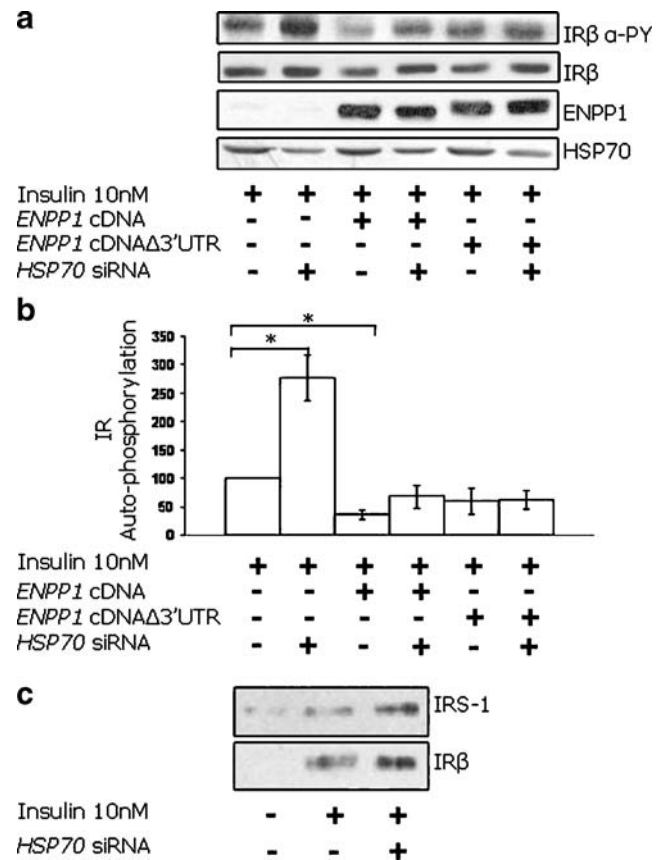 a
IRβ α-PY
IRβ
ENPP1
HSP70
Insulin 10nM + + + + + +
ENPP1 cDNA - - + + - -
ENPP1 cDNAΔ3'UTR - - - - + +
HSP70 siRNA - + - + - +
b
* *
IR
Auto-phosphorylation
350
300
250
200
150
100
50
0
Insulin 10nM + + + + + +
ENPP1 cDNA - - + + - -
ENPP1 cDNAΔ3'UTR - - - - + +
HSP70 siRNA - + - + - +
c
IRS-1
IRβ
Insulin 10nM - + +
HSP70 siRNA - - +